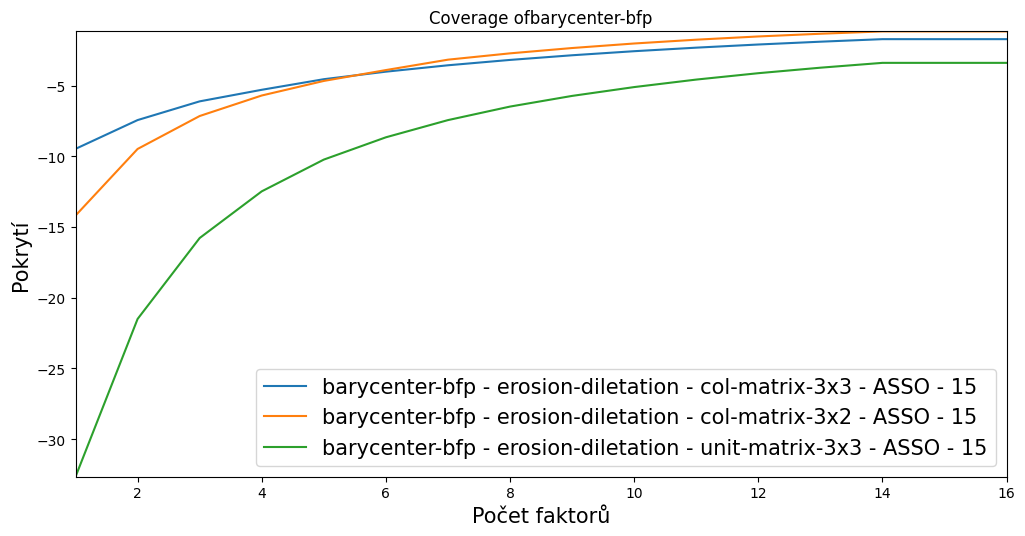 Coverage ofbarycenter-bfp
Pokrytí
−5
−10
−15
−20
−25
−30
barycenter-bfp - erosion-diletation - col-matrix-3x3 - ASSO - 15
barycenter-bfp - erosion-diletation - col-matrix-3x2 - ASSO - 15
barycenter-bfp - erosion-diletation - unit-matrix-3x3 - ASSO - 15
2 4 6 8 10 12 14 16
Počet faktorů